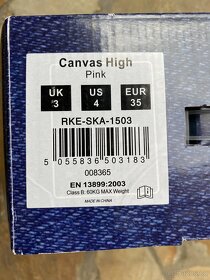 Canvas High
Pink
UK US EUR
3 4 35
RKE-SKA-1503
5 055836 503183
008365
EN 13899:2003
Class B: 60KG MAX Weight
MADE IN CHINA